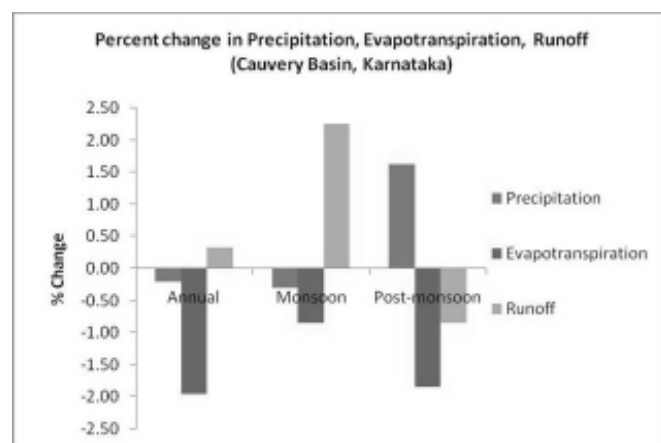 Percent change in Precipitation, Evapotranspiration, Runoff
(Cauvery Basin, Karnataka)
2.50
2.00
1.50
1.00
0.50
0.00
-0.50
-1.00
-1.50
-2.00
-2.50
% Change
Annual
Monsoon
Post-monsoon
Precipitation
Evapotranspiration
Runoff